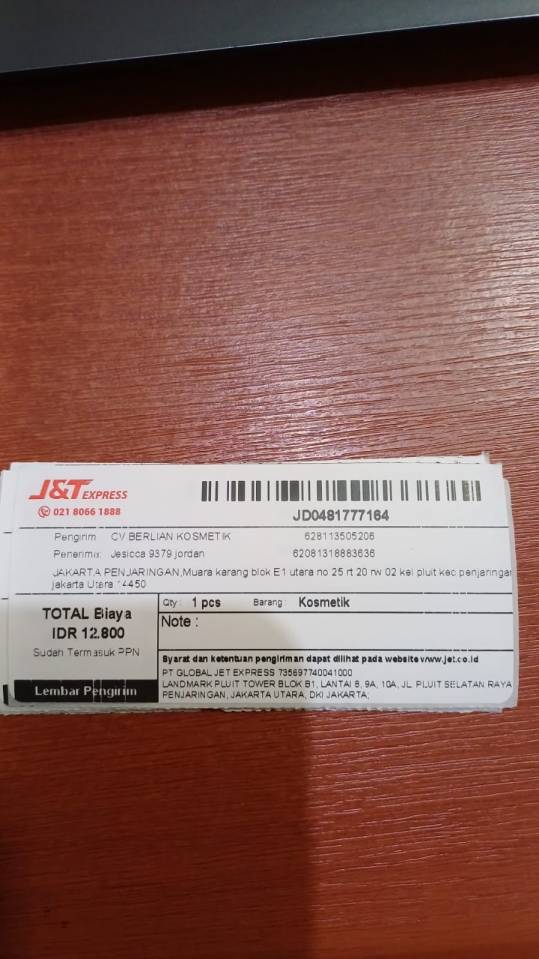 J&T EXPRESS
021 8066 1888
JD0481777164
Pengirim CV BERLIAN KOSMETIK 628113505206
Penerima: Jesicca 9379 jordan 62081318883636
JAKARTA,PENJARINGAN,Muara karang blok E1 utara no 25 rt 20 rw 02 kel pluit kec penjaringan
jakarta Utara 14450
TOTAL Biaya
IDR 12.800
Sudah Termasuk PPN
Lembar Pengirim
Qty: 1 pcs Barang: Kosmetik
Note :
Syarat dan ketentuan pengiriman dapat dilihat pada website www.jet.co.id
PT GLOBAL JET EXPRESS 735697740041000
LANDMARK PLUIT TOWER BLOK B1, LANTAI 8, 9A, 10A, JL. PLUIT SELATAN RAYA
PENJARINGAN, JAKARTA UTARA, DKI JAKARTA;